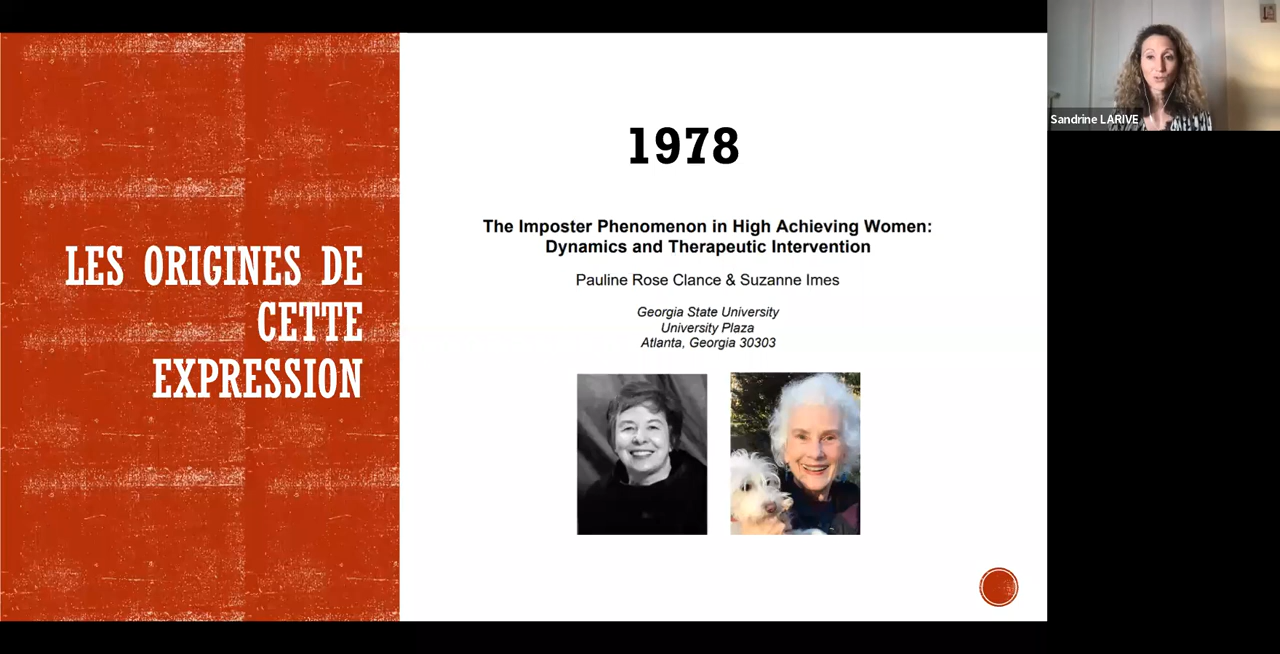 LES ORIGINES DE
CETTE
EXPRESSION
1978
The Imposter Phenomenon in High Achieving Women:
Dynamics and Therapeutic Intervention
Pauline Rose Clance & Suzanne Imes
Georgia State University
University Plaza
Atlanta, Georgia 30303
Sandrine LARIVE